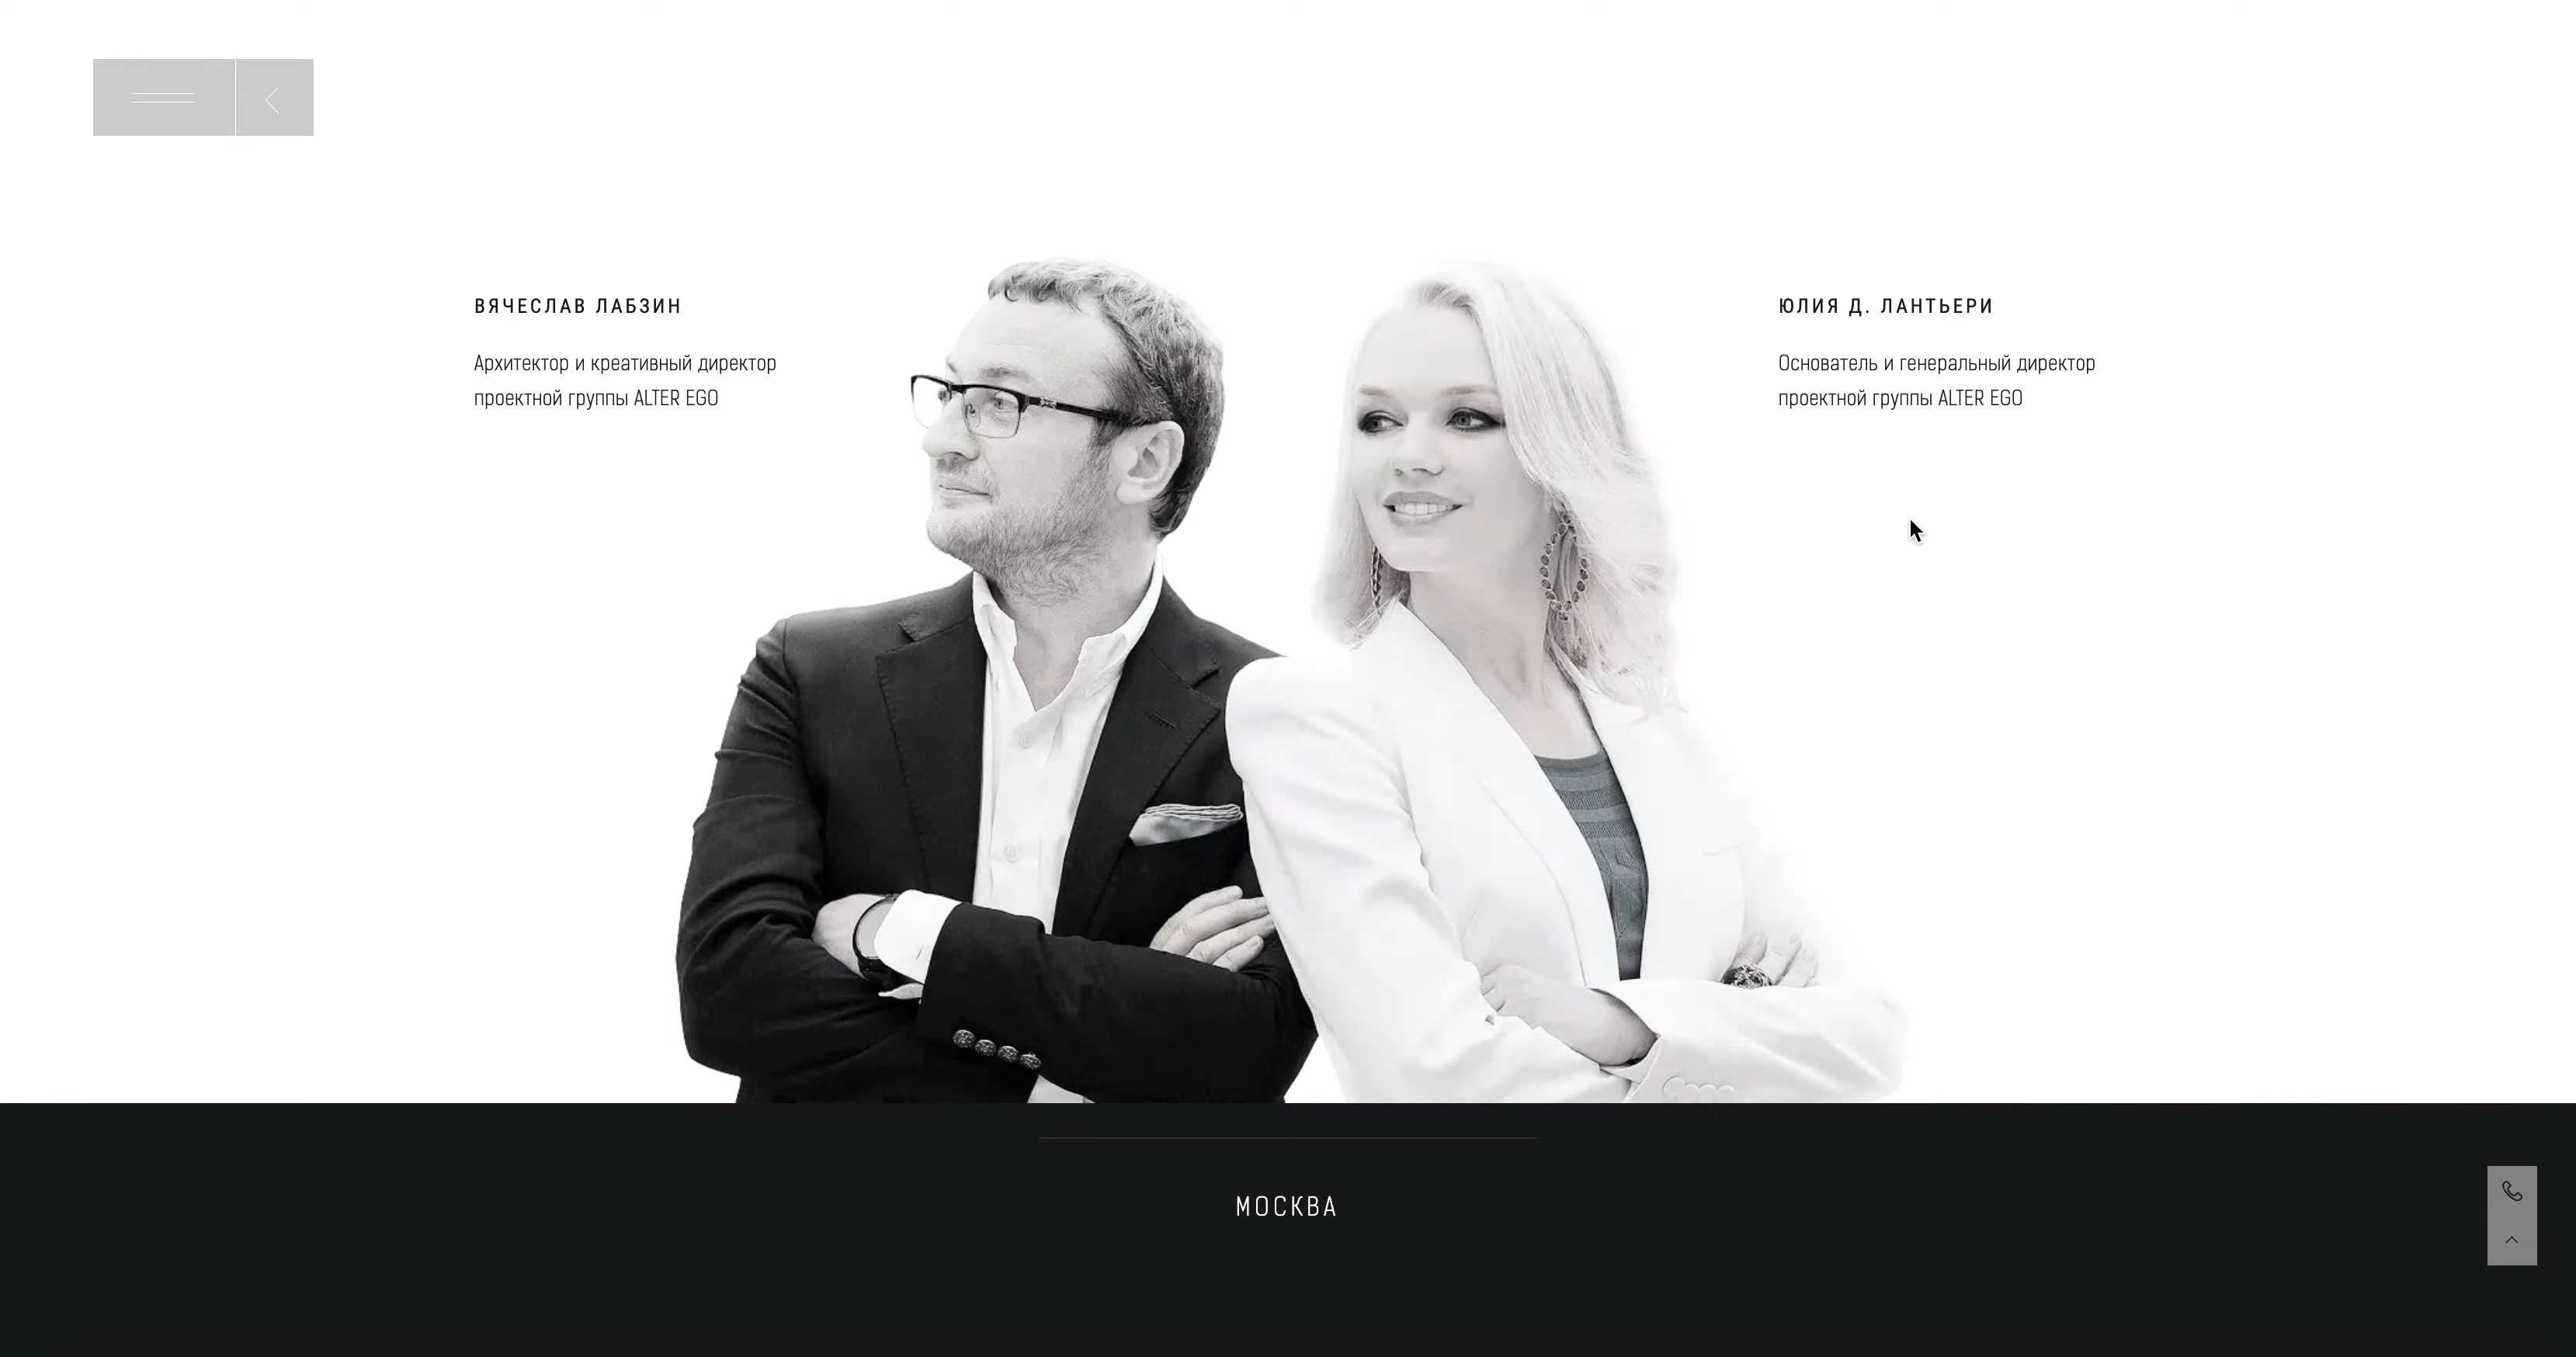 ВЯЧЕСЛАВ ЛАБЗИН
Архитектор и креативный директор
проектной группы ALTER EGO
ЮЛИЯ Д. ЛАНТЬЕРИ
Основатель и генеральный директор
проектной группы ALTER EGO
МОСКВА